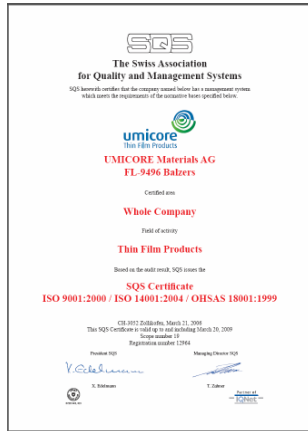 SQS
The Swiss Association
for Quality and Management Systems
SQS herewith certifies that the company named below has a management system
which meets the requirements of the normative bases specified below.
umicore
Thin Film Products
UMICORE Materials AG
FL-9496 Balzers
Certified area
Whole Company
Field of activity
Thin Film Products
Based on the audit result, SQS issues the
SQS Certificate
ISO 9001:2000 / ISO 14001:2004 / OHSAS 18001:1999
CH-3052 Zollikofen, March 21, 2006
This SQS Certificate is valid up to and including March 20, 2009
Scope number 19
Registration number 12964
President SQS Managing Director SQS
X. Edelmann T. Zahner
IQNet